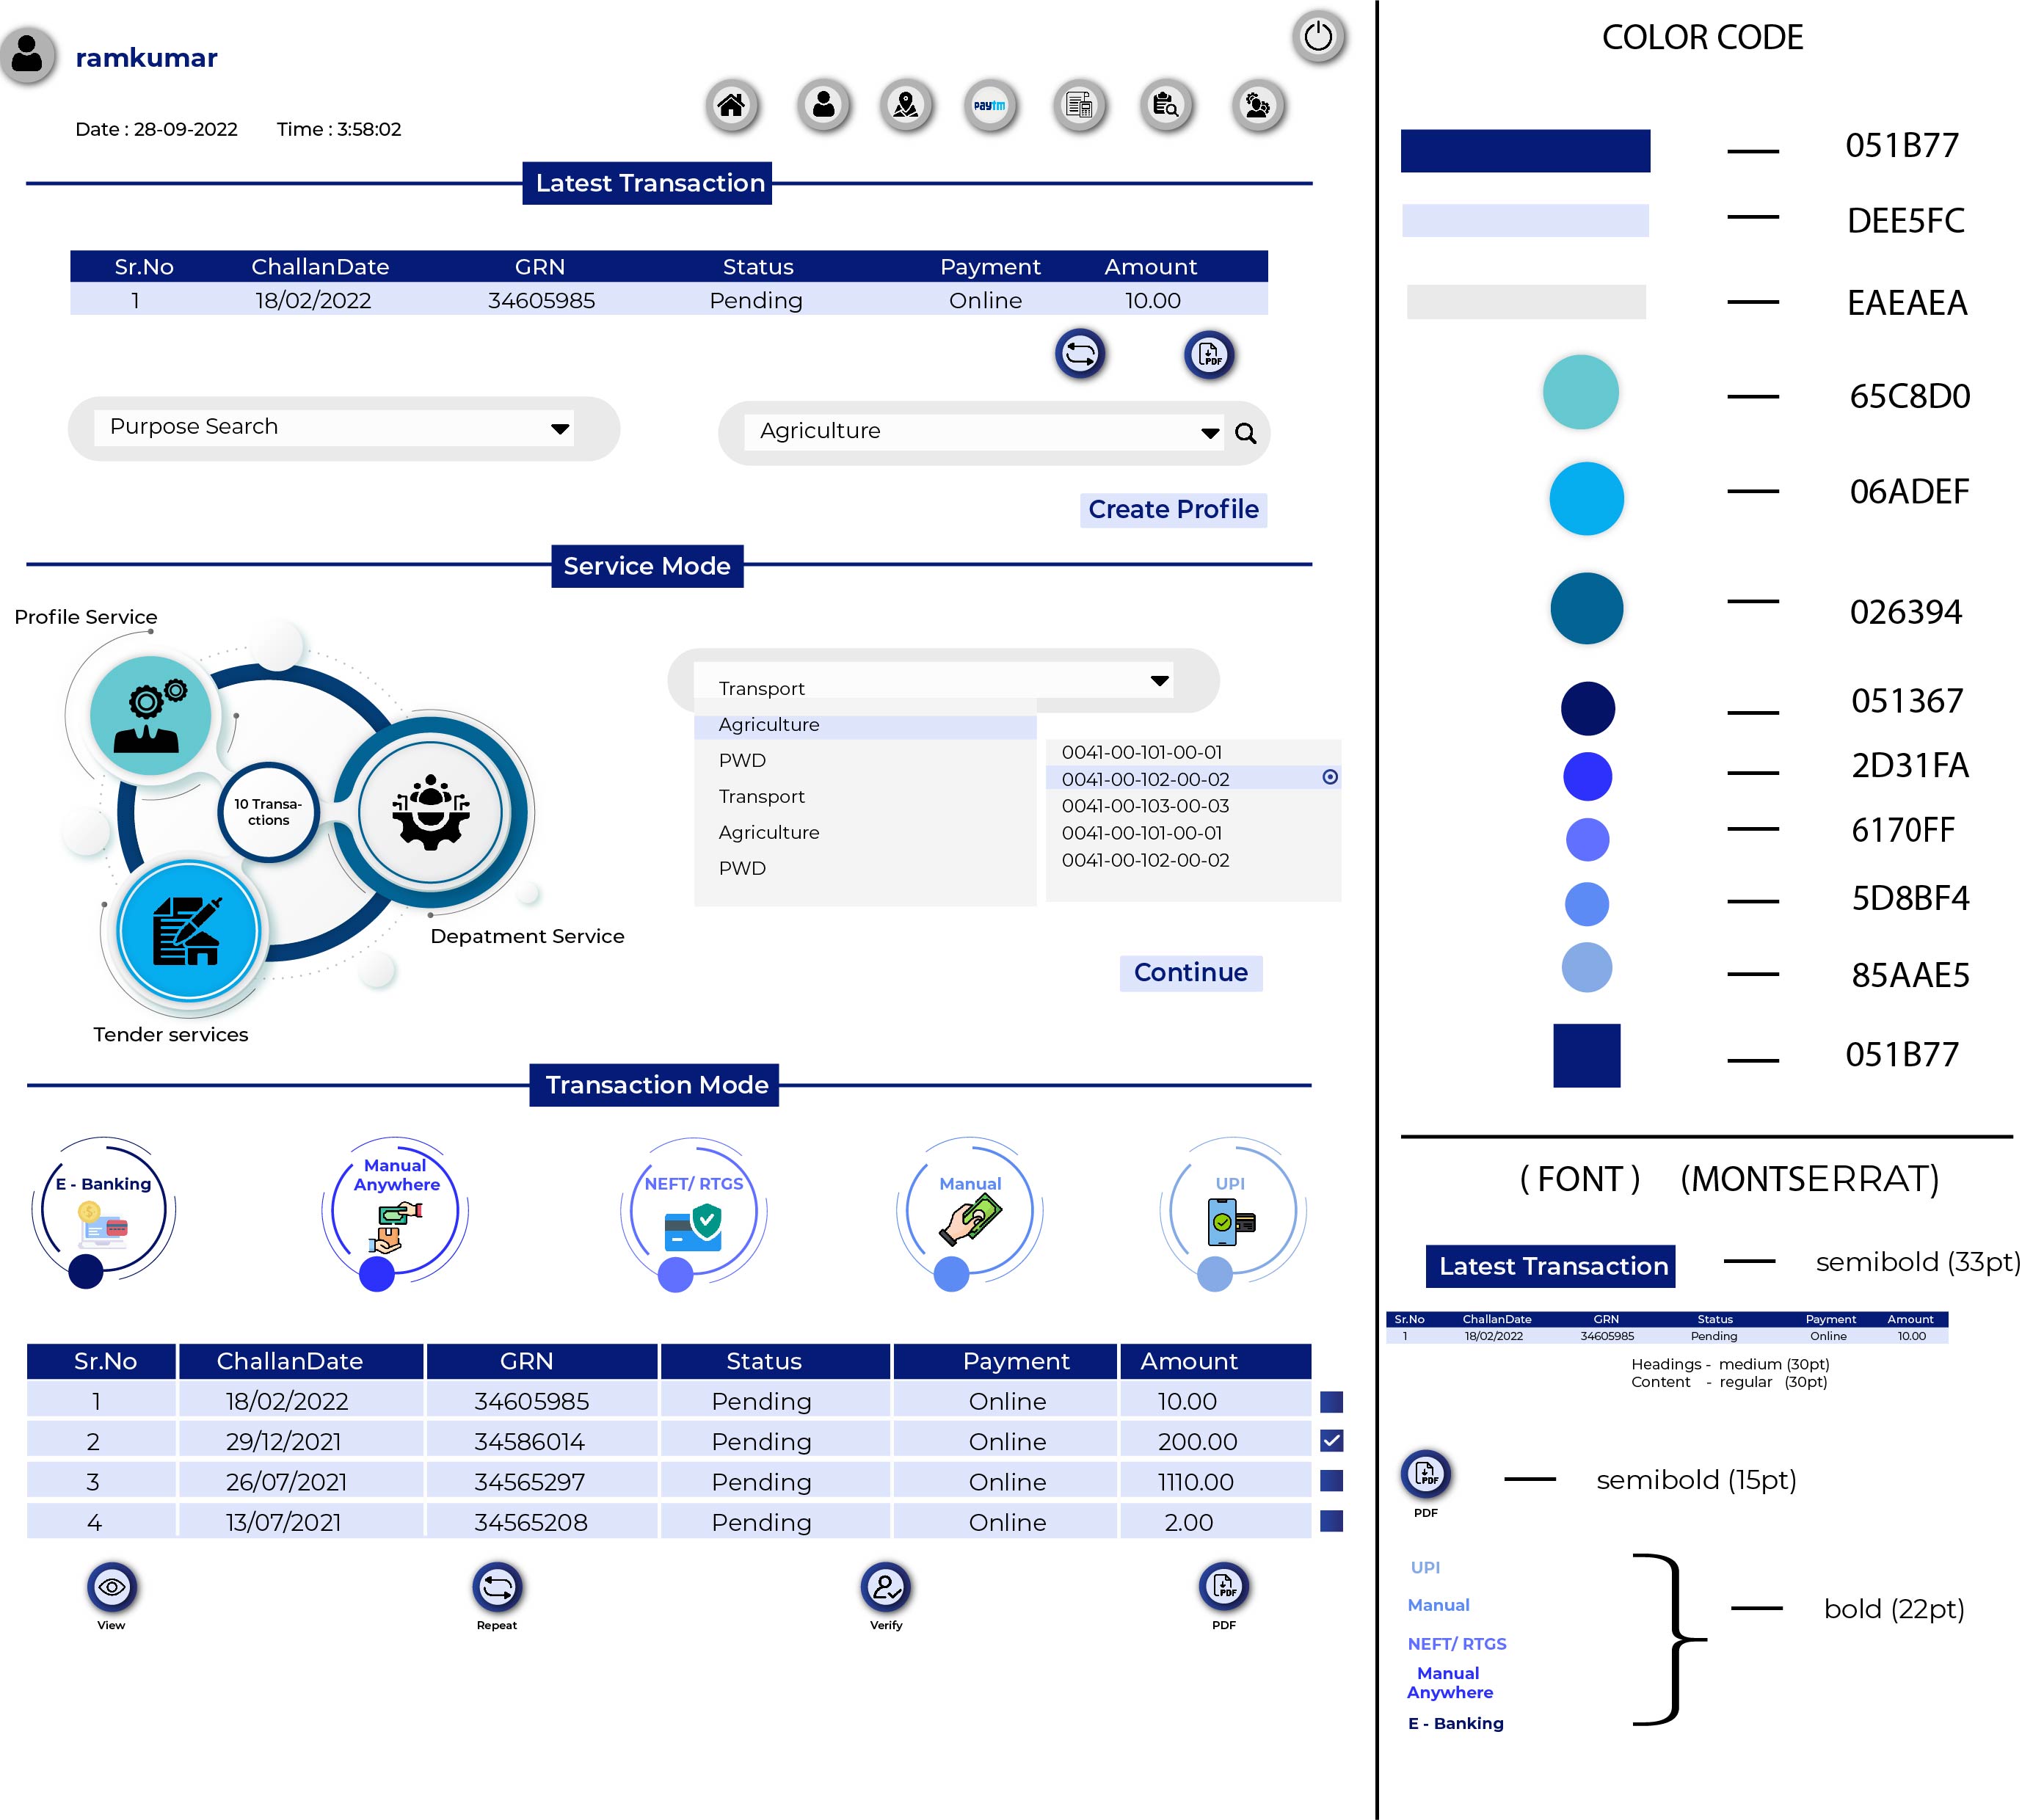 ramkumar
Date : 28-09-2022 Time : 3:58:02
paytm
Latest Transaction
Sr.No ChallanDate GRN Status Payment Amount
1 18/02/2022 34605985 Pending Online 10.00
PDF
Purpose Search
Agriculture
Create Profile
Service Mode
Profile Service
10 Transa-
ctions
Depatment Service
Tender services
Transport
Agriculture
PWD
Transport
Agriculture
PWD
0041-00-101-00-01
0041-00-102-00-02
0041-00-103-00-03
0041-00-101-00-01
0041-00-102-00-02
Continue
Transaction Mode
E - Banking
Manual
Anywhere
NEFT/ RTGS
Manual
UPI
Sr.No ChallanDate GRN Status Payment Amount
1 18/02/2022 34605985 Pending Online 10.00
2 29/12/2021 34586014 Pending Online 200.00
3 26/07/2021 34565297 Pending Online 1110.00
4 13/07/2021 34565208 Pending Online 2.00
PDF
View Repeat Verify PDF
COLOR CODE
051B77
DEE5FC
EAEAEA
65C8D0
06ADEF
026394
051367
2D31FA
6170FF
5D8BF4
85AAE5
051B77
( FONT ) (MONTSERRAT)
Latest Transaction semibold (33pt)
Sr.No ChallanDate GRN Status Payment Amount
1 18/02/2022 34605985 Pending Online 10.00
Headings - medium (30pt)
Content - regular (30pt)
PDF
semibold (15pt)
PDF
UPI
Manual
NEFT/ RTGS
Manual
Anywhere
E - Banking
bold (22pt)